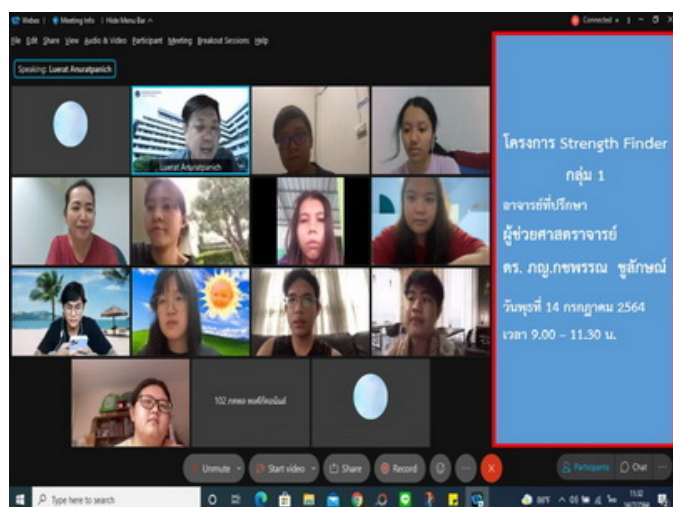 Webex | Meeting Info | Hide Menu Bar
Connected
File Edit Share View Audio & Video Participant Meeting Breakout Sessions Help
Speaking: Luerat Anuratpanich
Luerat Anuratpanich
โครงการ Strength Finder
กลุ่ม 1
อาจารย์ที่ปรึกษา
ผู้ช่วยศาสตราจารย์
ดร. ภญ.กชพรรณ ชูลักษณ์
วันพุธที่ 14 กรกฎาคม 2564
เวลา 9.00 – 11.30 น.
102
Unmute
Start video
Share
Record
Participants
Chat
Type here to search
86°F
11:02